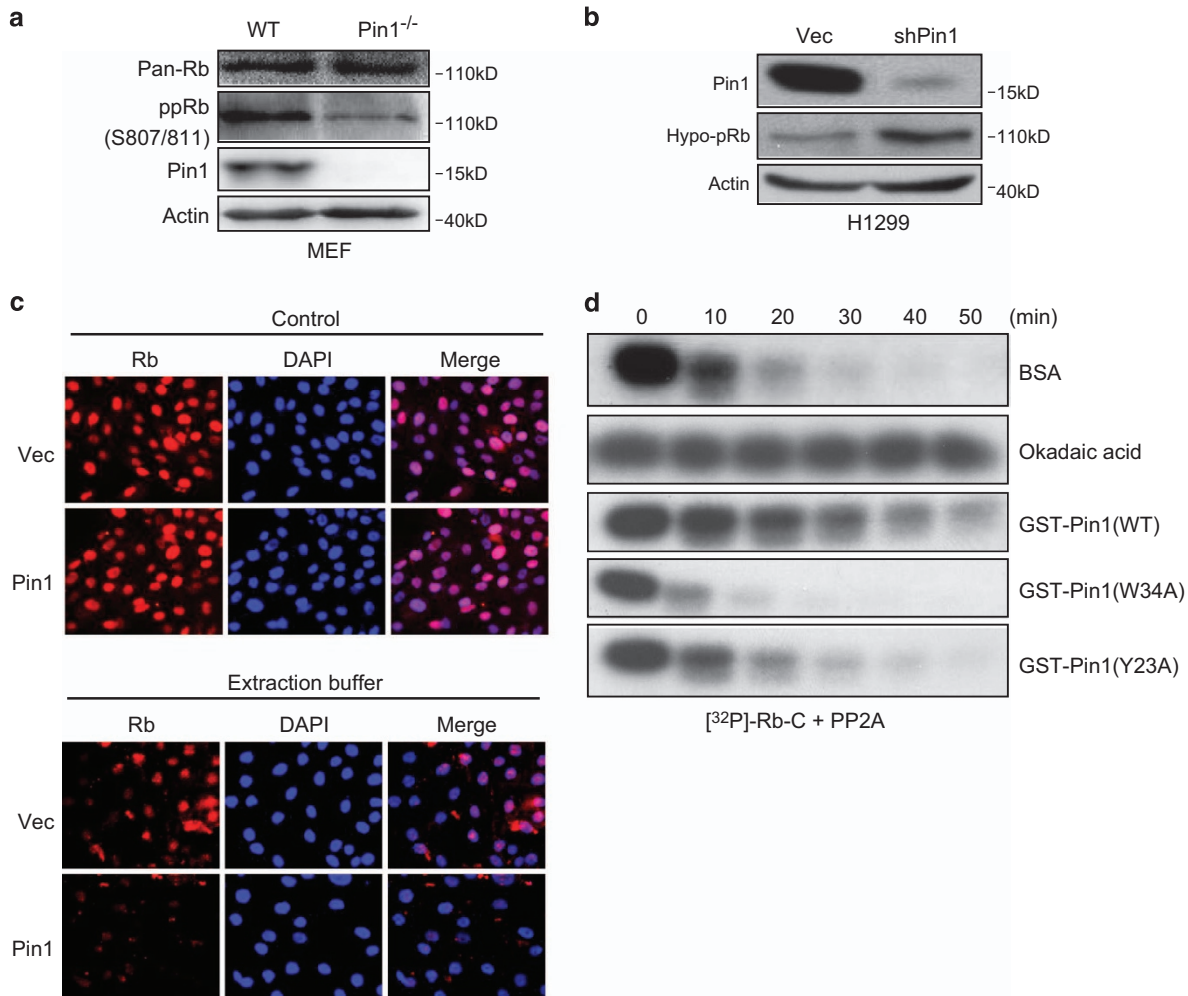 a
WT Pin1-/-
Pan-Rb -110kD
ppRb
(S807/811) -110kD
Pin1 -15kD
Actin -40kD
MEF
b
Vec shPin1
Pin1 -15kD
Hypo-pRb -110kD
Actin -40kD
H1299
c
Control
Rb DAPI Merge
Vec
Pin1
Extraction buffer
Rb DAPI Merge
Vec
Pin1
d
0 10 20 30 40 50 (min)
BSA
Okadaic acid
GST-Pin1(WT)
GST-Pin1(W34A)
GST-Pin1(Y23A)
[32P]-Rb-C + PP2A